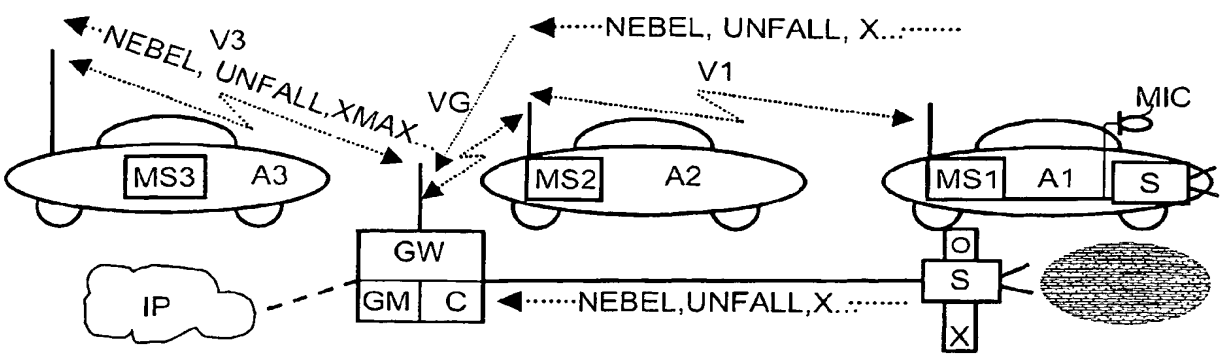 NEBEL, UNFALL, X...
V3
NEBEL, UNFALL, XMAX
VG
V1
MIC
MS3 A3
MS2 A2
MS1 A1 S
GW
GM C
IP
NEBEL, UNFALL, X...
O
S
X